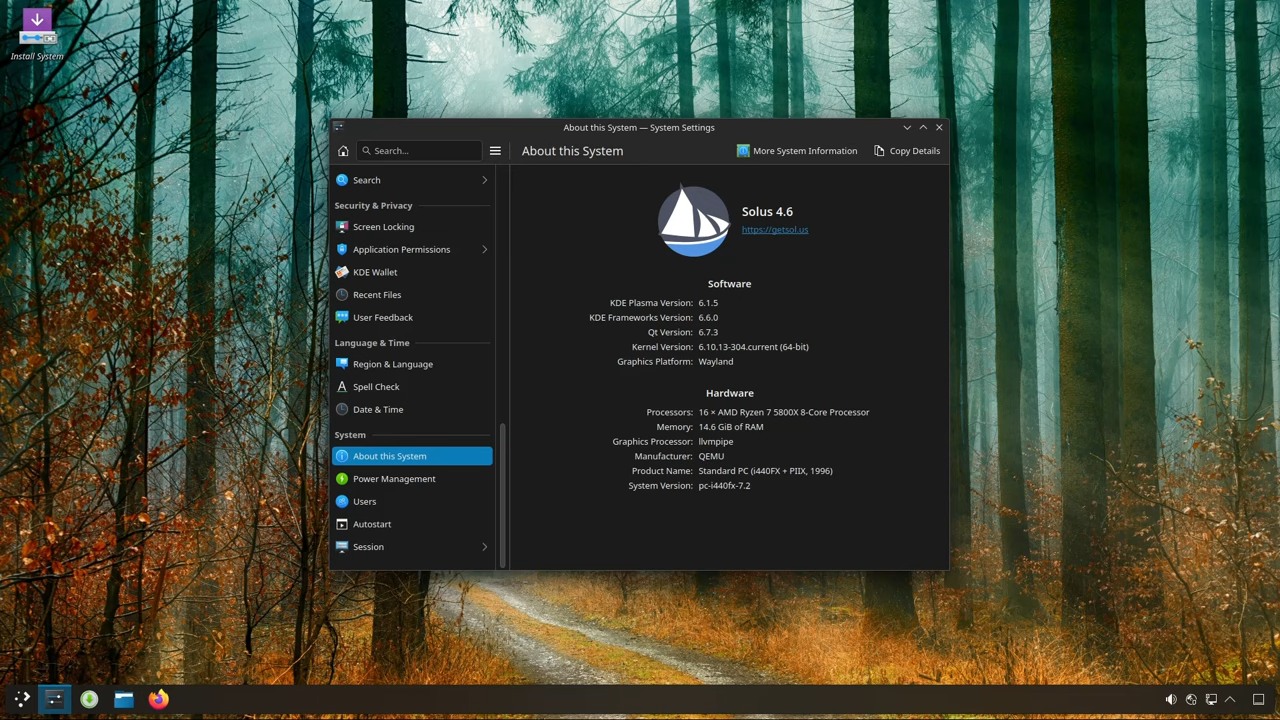 Install System
About this System — System Settings
Search...
About this System
More System Information
Copy Details
Search
Security & Privacy
Screen Locking
Application Permissions
KDE Wallet
Recent Files
User Feedback
Language & Time
Region & Language
Spell Check
Date & Time
System
About this System
Power Management
Users
Autostart
Session
Solus 4.6
https://getsol.us
Software
KDE Plasma Version: 6.1.5
KDE Frameworks Version: 6.6.0
Qt Version: 6.7.3
Kernel Version: 6.10.13-304.current (64-bit)
Graphics Platform: Wayland
Hardware
Processors: 16 × AMD Ryzen 7 5800X 8-Core Processor
Memory: 14.6 GiB of RAM
Graphics Processor: llvmpipe
Manufacturer: QEMU
Product Name: Standard PC (i440FX + PIIX, 1996)
System Version: pc-i440fx-7.2